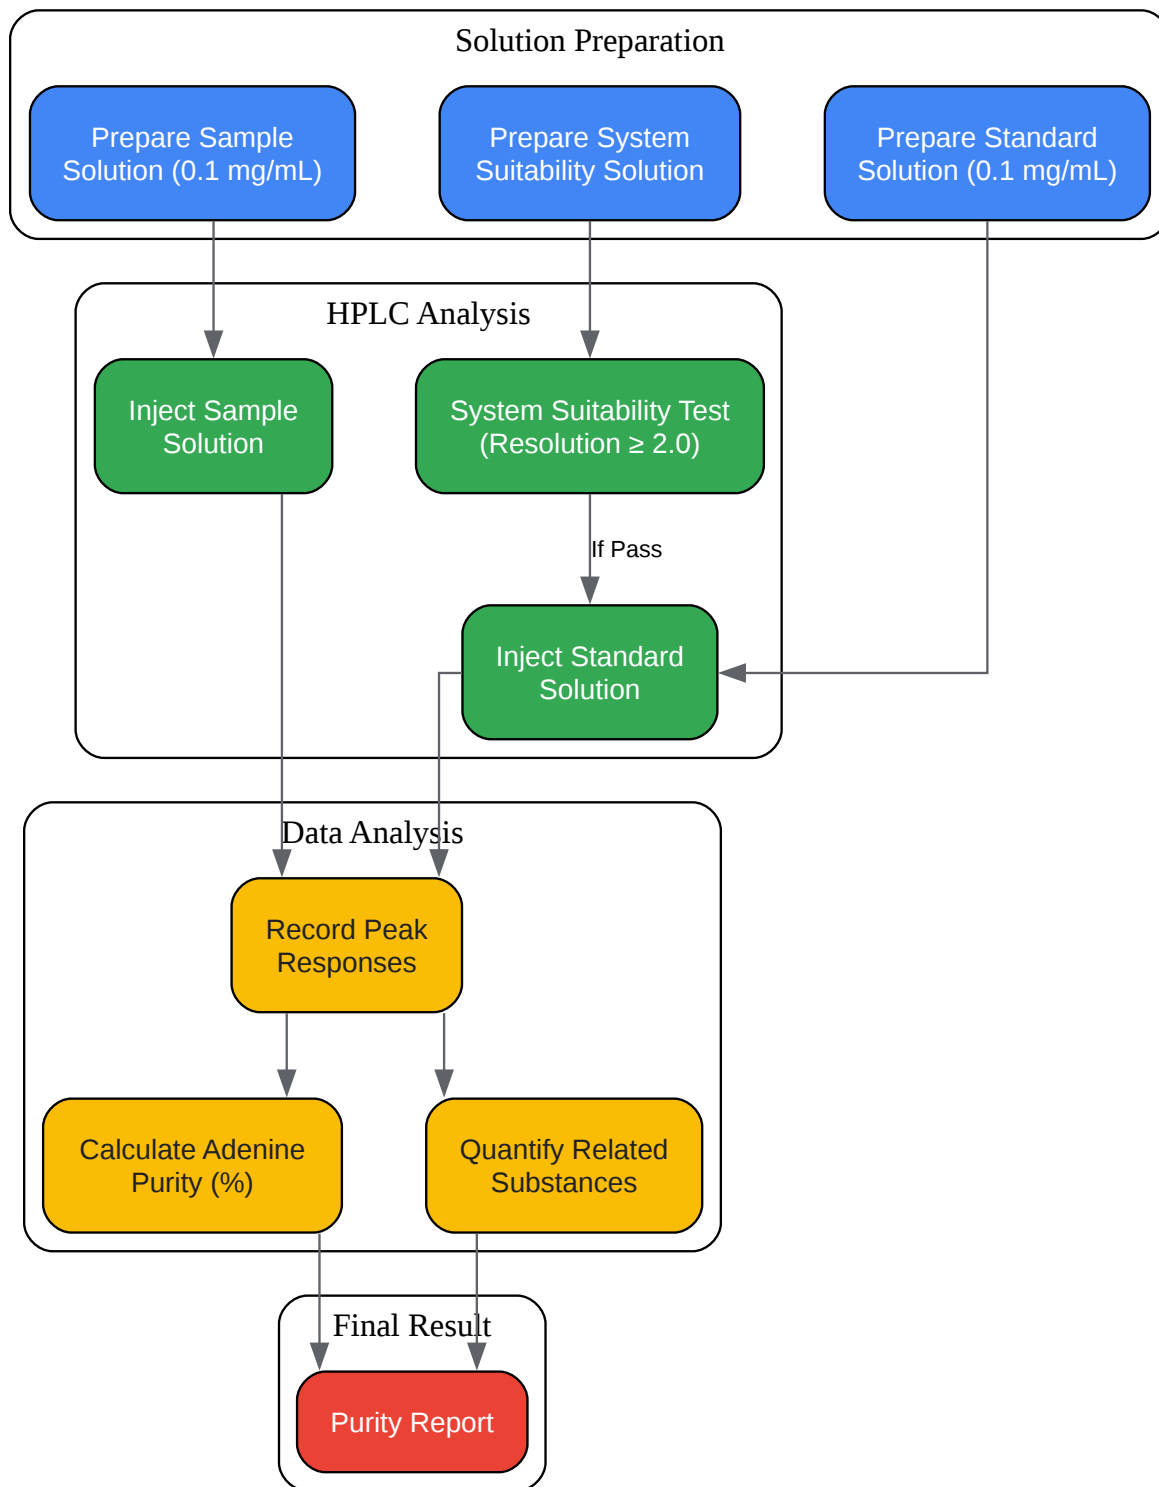 Solution Preparation
Prepare Sample
Solution (0.1 mg/mL)
Prepare System
Suitability Solution
Prepare Standard
Solution (0.1 mg/mL)
HPLC Analysis
Inject Sample
Solution
System Suitability Test
(Resolution ≥ 2.0)
If Pass
Inject Standard
Solution
Data Analysis
Record Peak
Responses
Calculate Adenine
Purity (%)
Quantify Related
Substances
Final Result
Purity Report